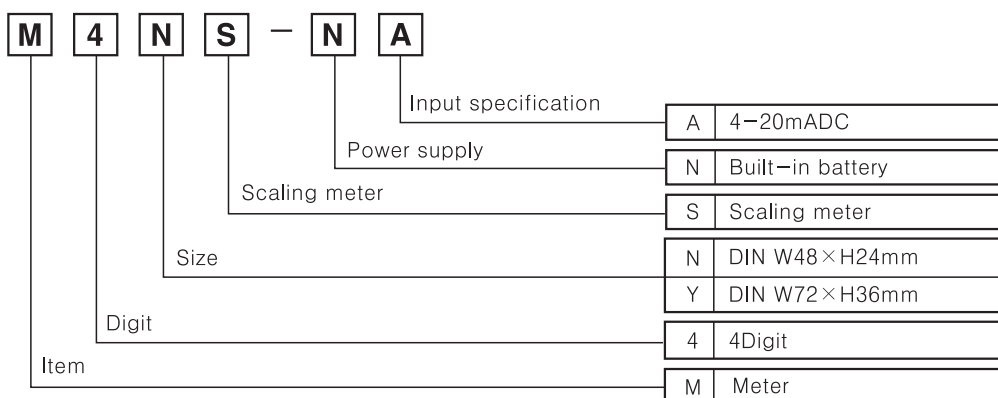 M 4 N S － N A
Input specification
A 4－20mADC
Power supply
N Built－in battery
Scaling meter
S Scaling meter
Size
N DIN W48×H24mm
Y DIN W72×H36mm
Digit
4 4Digit
Item
M Meter